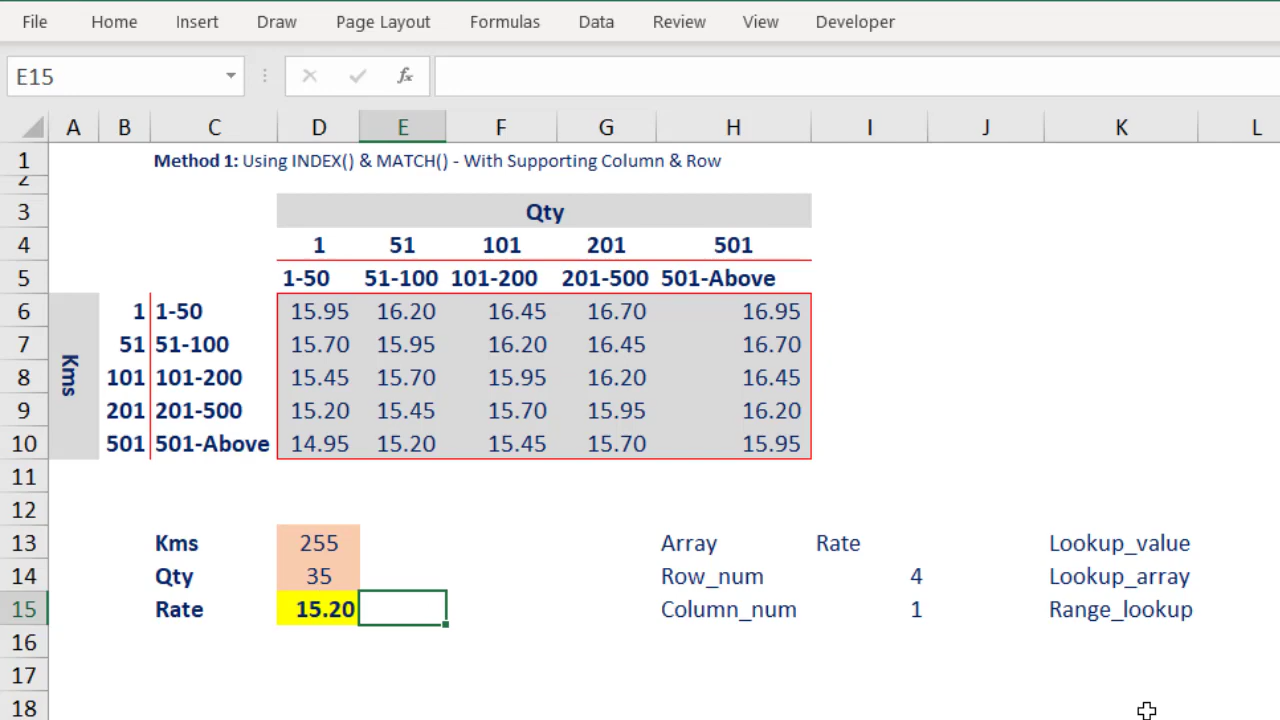 File Home Insert Draw Page Layout Formulas Data Review View Developer
E15 fx
A B C D E F G H I J K L
1 Method 1: Using INDEX() & MATCH() - With Supporting Column & Row
2
3 Qty
4 1 51 101 201 501
5 1-50 51-100 101-200 201-500 501-Above
Kms
6 1 1-50 15.95 16.20 16.45 16.70 16.95
7 51 51-100 15.70 15.95 16.20 16.45 16.70
8 101 101-200 15.45 15.70 15.95 16.20 16.45
9 201 201-500 15.20 15.45 15.70 15.95 16.20
10 501 501-Above 14.95 15.20 15.45 15.70 15.95
11
12
13 Kms 255 Array Rate Lookup_value
14 Qty 35 Row_num 4 Lookup_array
15 Rate 15.20 Column_num 1 Range_lookup
16
17
18